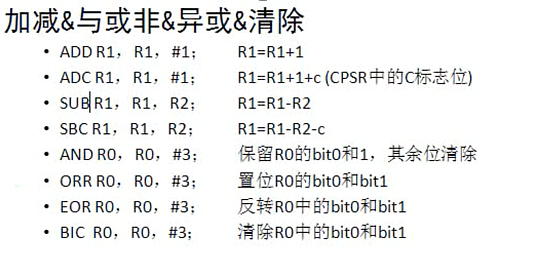 加减&与或非&异或&清除
• ADD R1，R1，#1； R1=R1+1
• ADC R1，R1，#1； R1=R1+1+c (CPSR中的C标志位)
• SUB R1，R1，R2； R1=R1-R2
• SBC R1，R1，R2； R1=R1-R2-c
• AND R0，R0，#3； 保留R0的bit0和1，其余位清除
• ORR R0，R0，#3； 置位R0的bit0和bit1
• EOR R0，R0，#3； 反转R0中的bit0和bit1
• BIC R0，R0，#3； 清除R0中的bit0和bit1